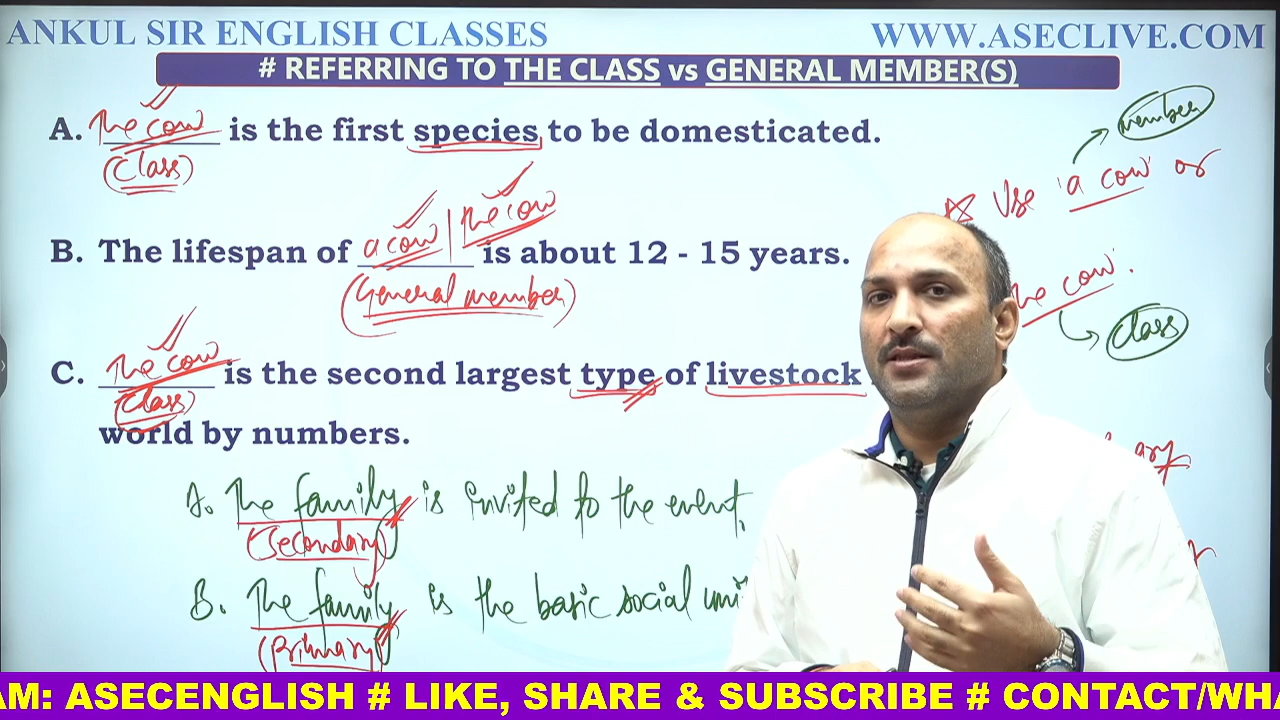 ANKUL SIR ENGLISH CLASSES
WWW.ASECLIVE.COM
# REFERRING TO THE CLASS vs GENERAL MEMBER(S)
A. The cow is the first species to be domesticated.
(Class)
member
Use 'a cow' or
B. The lifespan of a cow | the cow is about 12 - 15 years.
(General member)
the cow.
class
C. The cow is the second largest type of livestock
(Class)
world by numbers.
A. The family is invited to the event.
(Secondary)
B. The family is the basic social unit
(Primary)
AM: ASECENGLISH # LIKE, SHARE & SUBSCRIBE # CONTACT/WHA